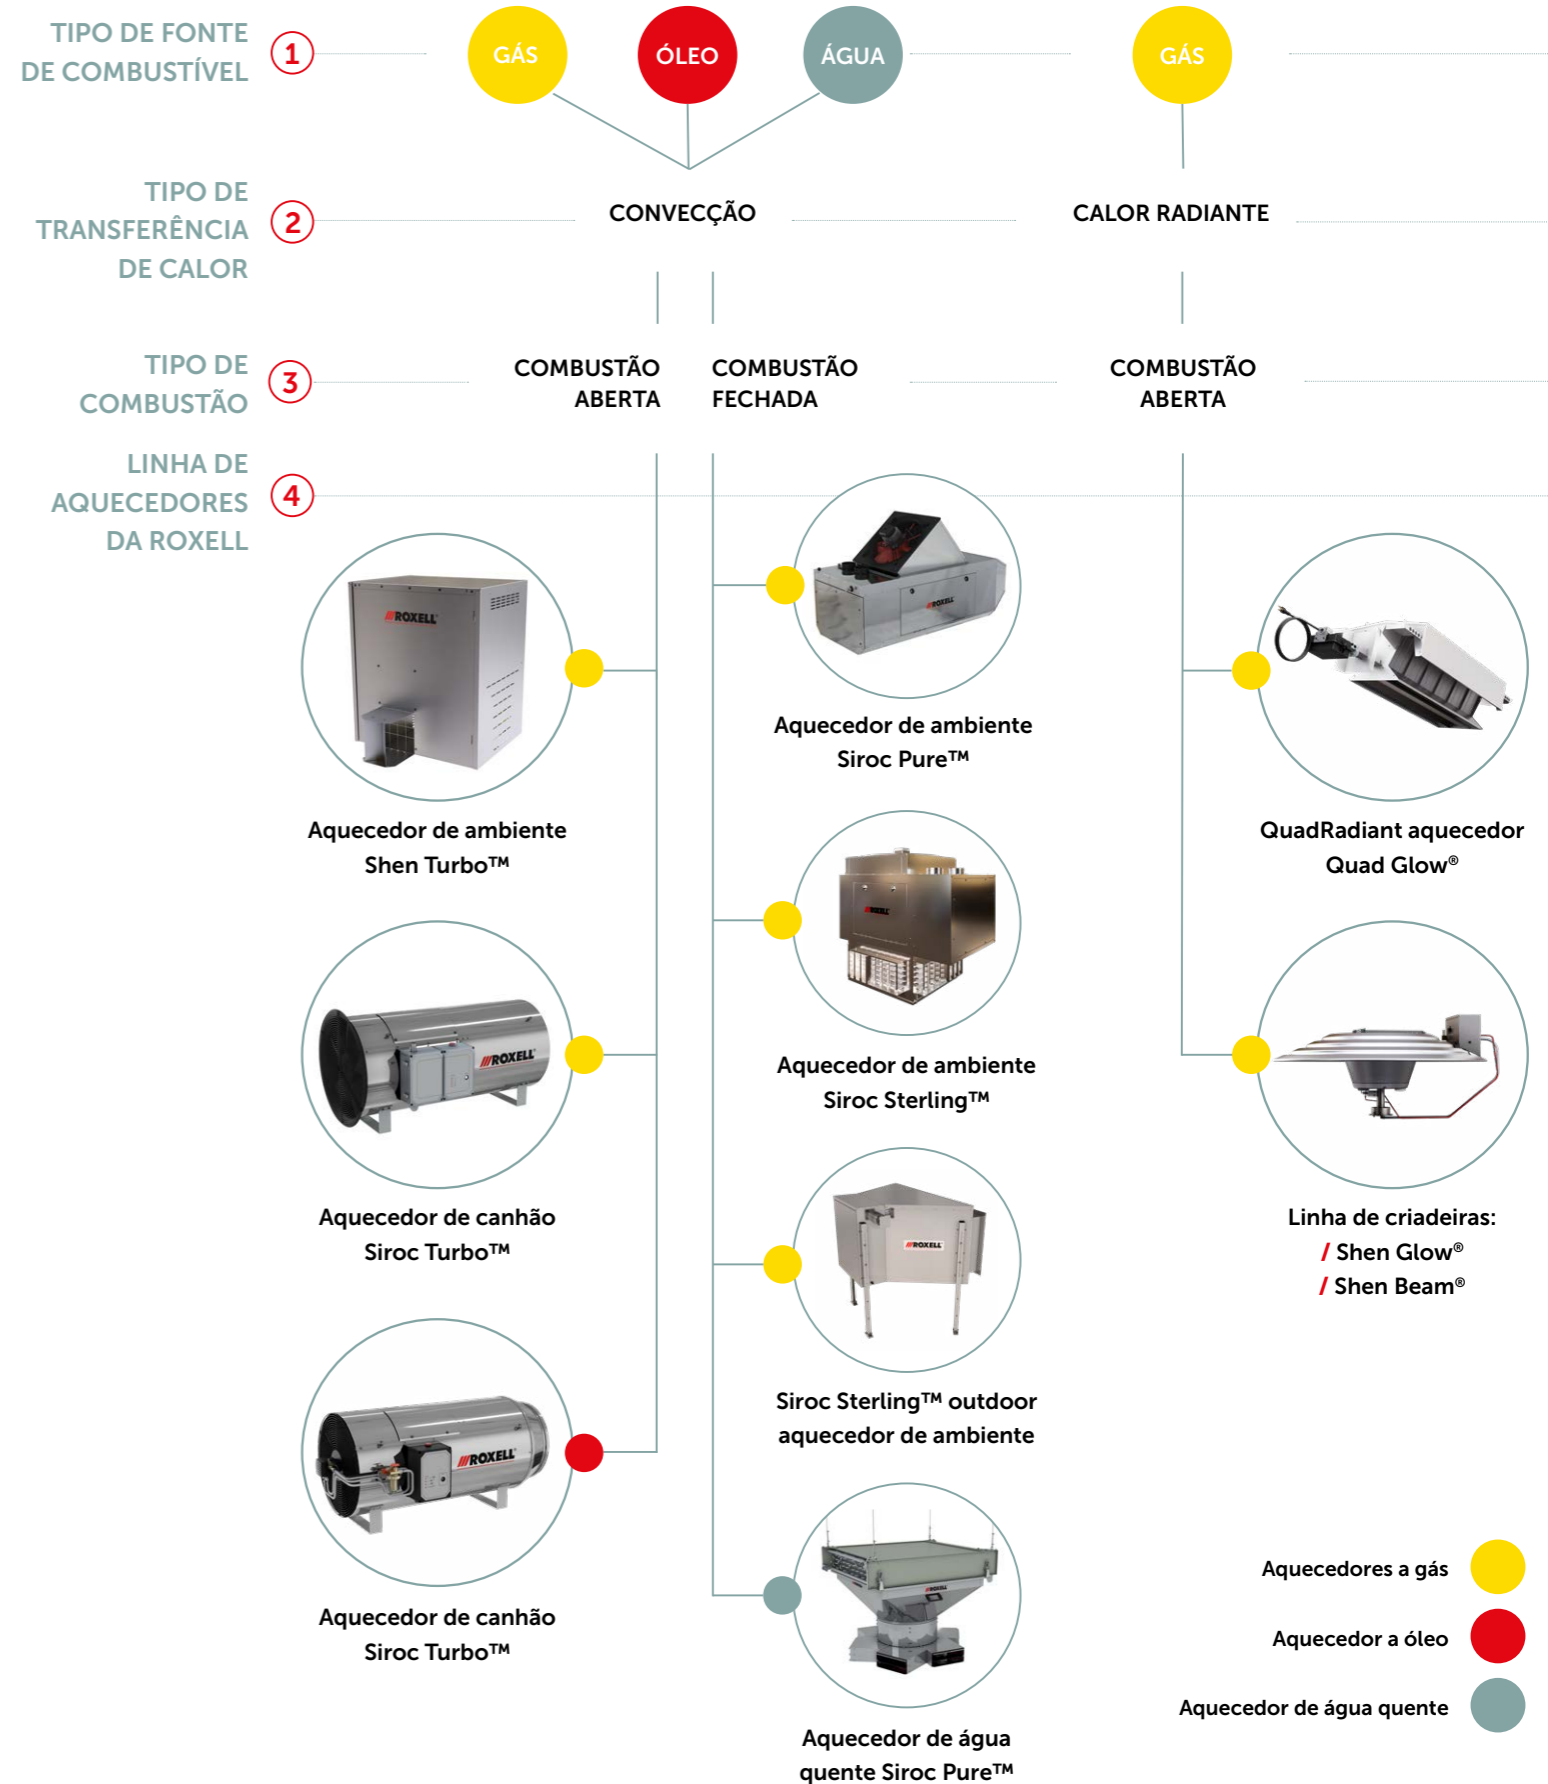 TIPO DE FONTE
DE COMBUSTÍVEL
1
GÁS
ÓLEO
ÁGUA
GÁS
TIPO DE
TRANSFERÊNCIA
DE CALOR
2
CONVECÇÃO
CALOR RADIANTE
TIPO DE
COMBUSTÃO
3
COMBUSTÃO
ABERTA
COMBUSTÃO
FECHADA
COMBUSTÃO
ABERTA
LINHA DE
AQUECEDORES
DA ROXELL
4
ROXELL
Aquecedor de ambiente
Shen Turbo™
ROXELL
Aquecedor de canhão
Siroc Turbo™
ROXELL
Aquecedor de canhão
Siroc Turbo™
ROXELL
Aquecedor de ambiente
Siroc Pure™
ROXELL
Aquecedor de ambiente
Siroc Sterling™
ROXELL
Siroc Sterling™ outdoor
aquecedor de ambiente
ROXELL
Aquecedor de água
quente Siroc Pure™
QuadRadiant aquecedor
Quad Glow®
Linha de criadeiras:
/ Shen Glow®
/ Shen Beam®
Aquecedores a gás
Aquecedor a óleo
Aquecedor de água quente